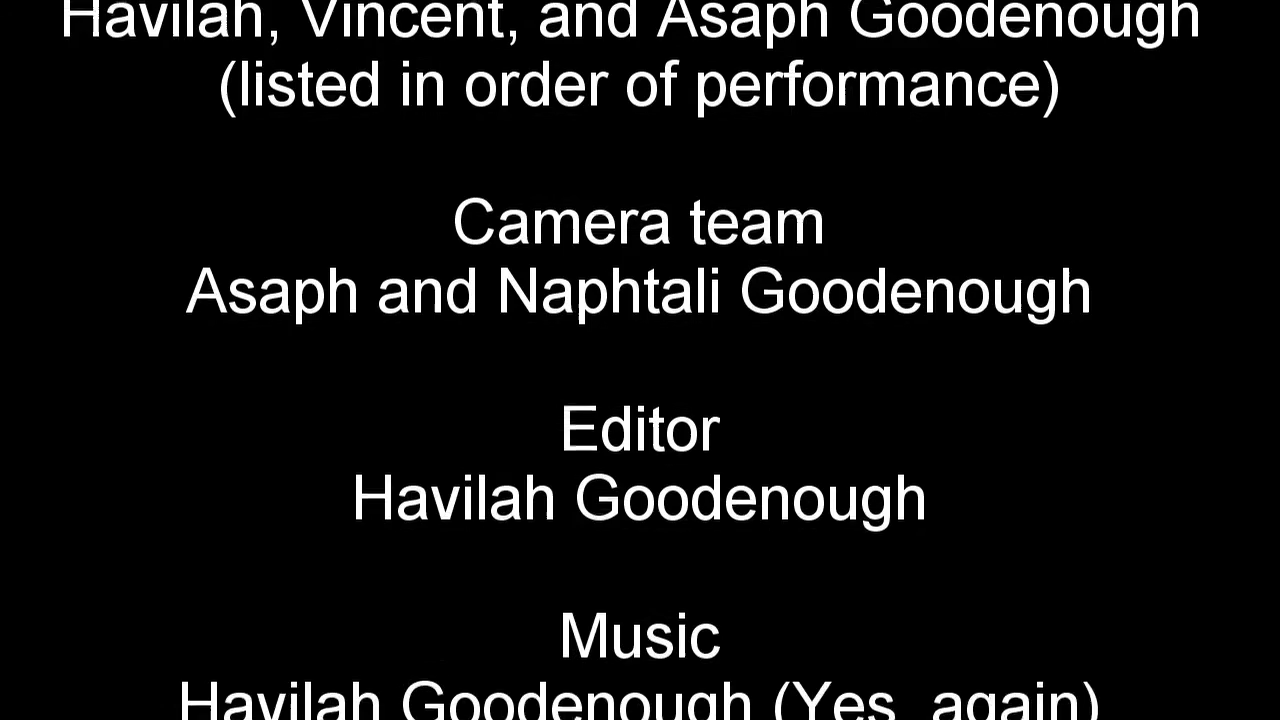 Havilah, Vincent, and Asaph Goodenough
(listed in order of performance)
Camera team
Asaph and Naphtali Goodenough
Editor
Havilah Goodenough
Music
Havilah Goodenough (Yes, again)